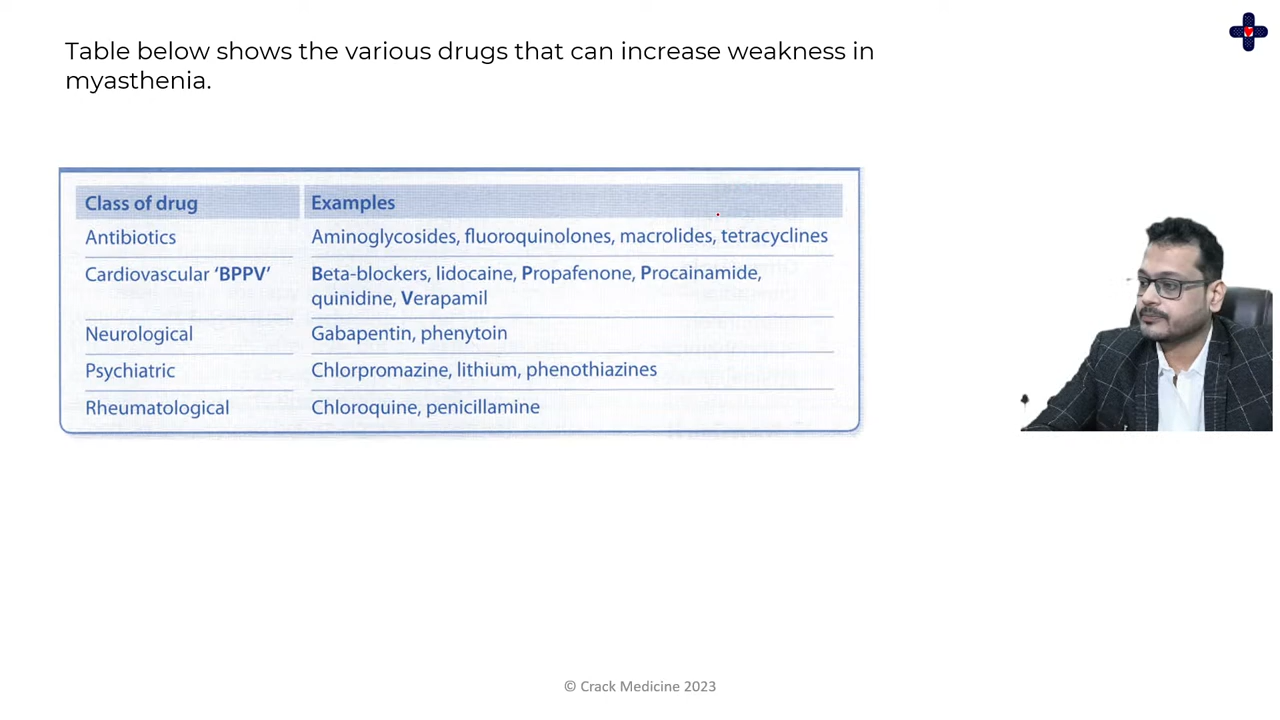 Table below shows the various drugs that can increase weakness in
myasthenia.
Class of drug Examples
Antibiotics Aminoglycosides, fluoroquinolones, macrolides, tetracyclines
Cardiovascular ‘BPPV’ Beta-blockers, lidocaine, Propafenone, Procainamide,
quinidine, Verapamil
Neurological Gabapentin, phenytoin
Psychiatric Chlorpromazine, lithium, phenothiazines
Rheumatological Chloroquine, penicillamine
© Crack Medicine 2023